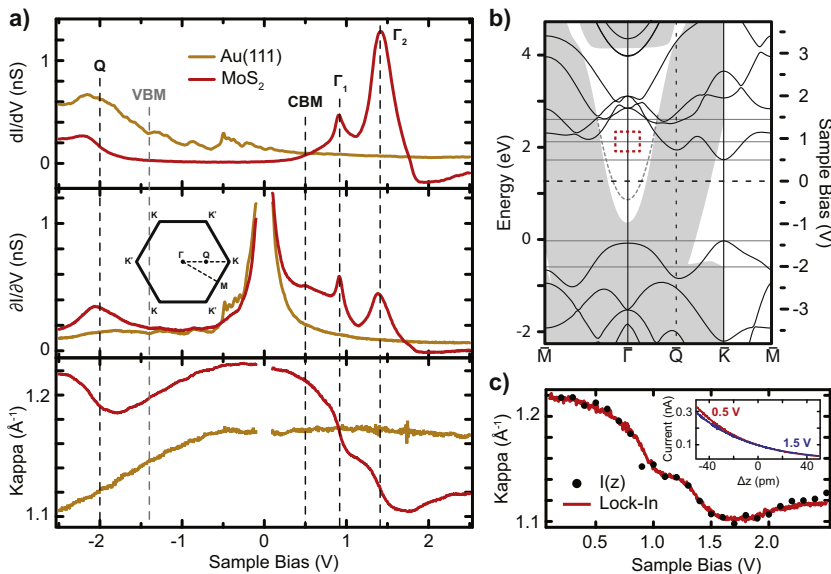 a)
Au(111)
MoS2
Q
VBM
CBM
Γ1
Γ2
dI/dV (nS)
1
0
∂I/∂V (nS)
1
0
K
K'
K'
Γ
Q
K
M
K
K'
Kappa (Å-1)
1.2
1.1
-2
-1
0
1
2
Sample Bias (V)
b)
Energy (eV)
4
2
0
-2
Sample Bias (V)
3
2
1
0
-1
-2
-3
M̅
Γ̅
Q̅
K̅
M̅
c)
Kappa (Å-1)
1.2
1.1
I(z)
Lock-In
Current (nA)
0.3
0.1
0.5 V
1.5 V
-40
0
40
Δz (pm)
0.5
1.0
1.5
2.0
Sample Bias (V)